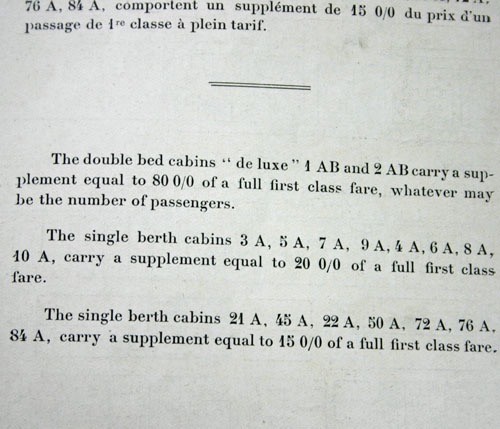 76 A, 84 A, comportent un supplément de 15 0/0 du prix d'un
passage de 1re classe à plein tarif.
The double bed cabins “ de luxe ” 1 AB and 2 AB carry a sup-
plement equal to 80 0/0 of a full first class fare, whatever may
be the number of passengers.
The single berth cabins 3 A, 5 A, 7 A, 9 A, 4 A, 6 A, 8 A,
10 A, carry a supplement equal to 20 0/0 of a full first class
fare.
The single berth cabins 21 A, 45 A, 22 A, 50 A, 72 A, 76 A,
84 A, carry a supplement equal to 15 0/0 of a full first class fare.